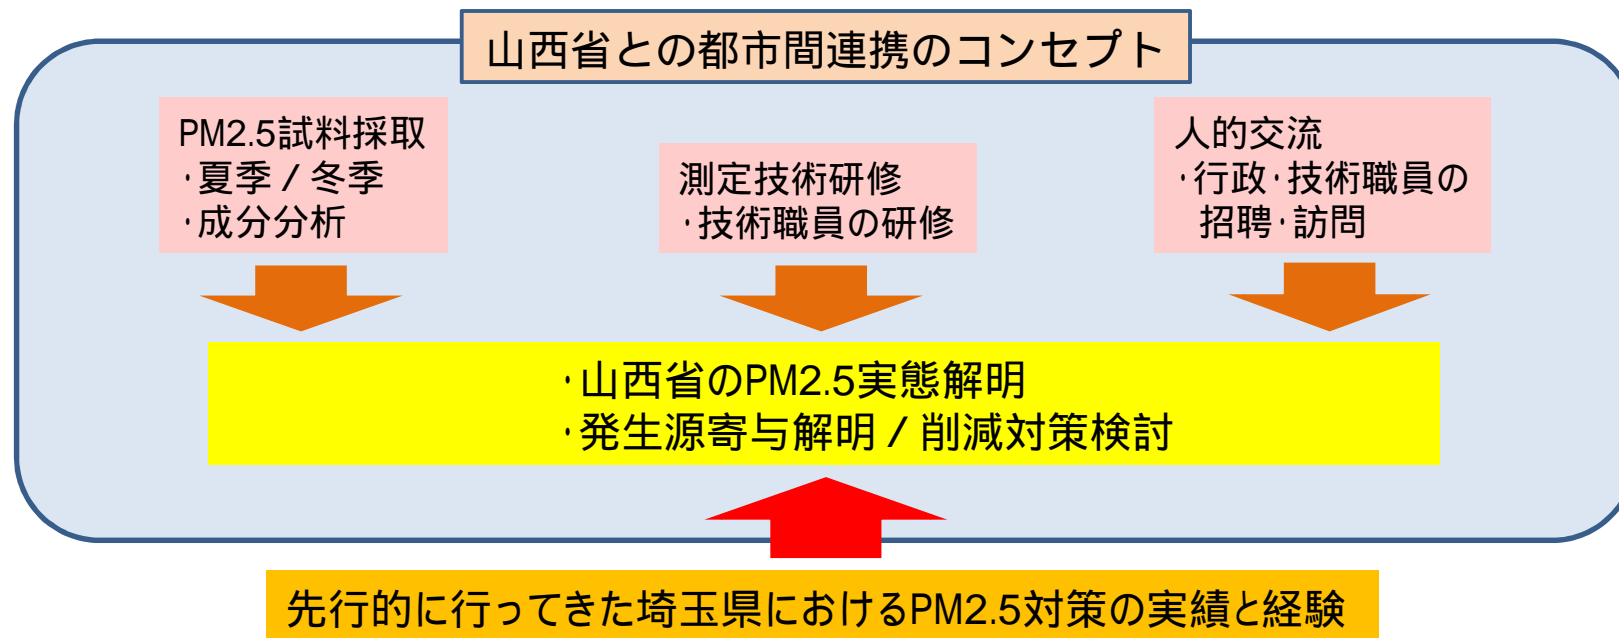 山西省との都市間連携のコンセプト
PM2.5試料採取
・夏季／冬季
・成分分析
測定技術研修
・技術職員の研修
人的交流
・行政・技術職員の
招聘・訪問
・山西省のPM2.5実態解明
・発生源寄与解明／削減対策検討
先行的に行ってきた埼玉県におけるPM2.5対策の実績と経験